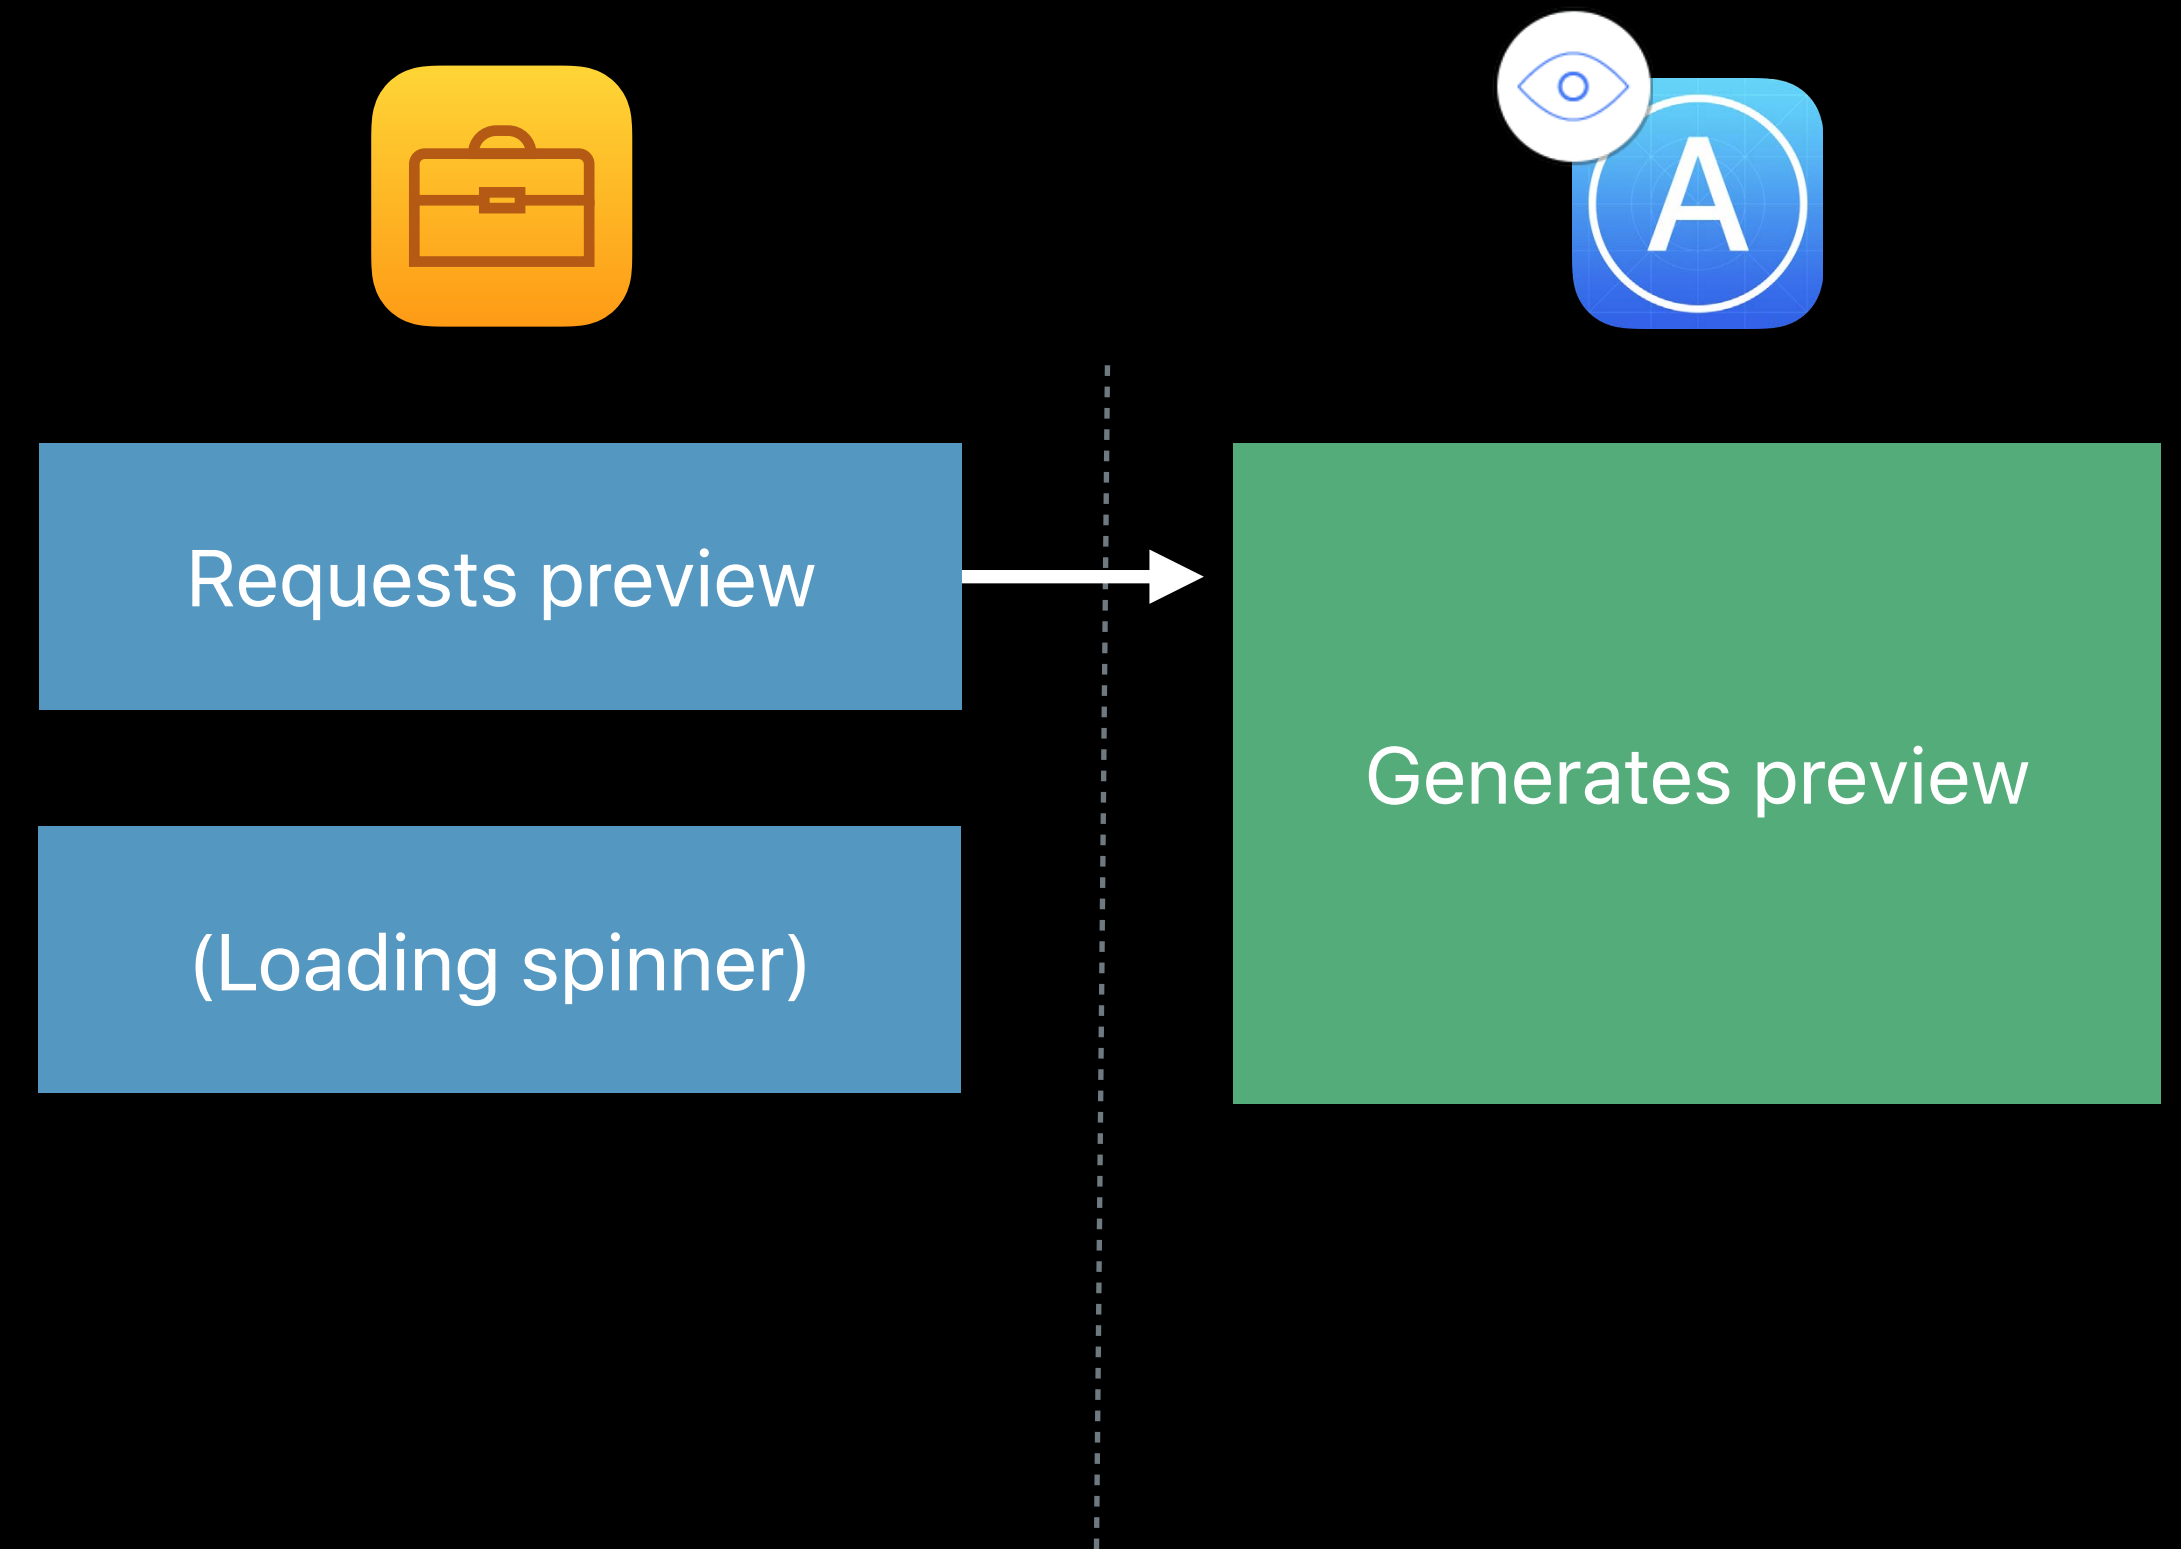 A
Requests preview
Generates preview
(Loading spinner)